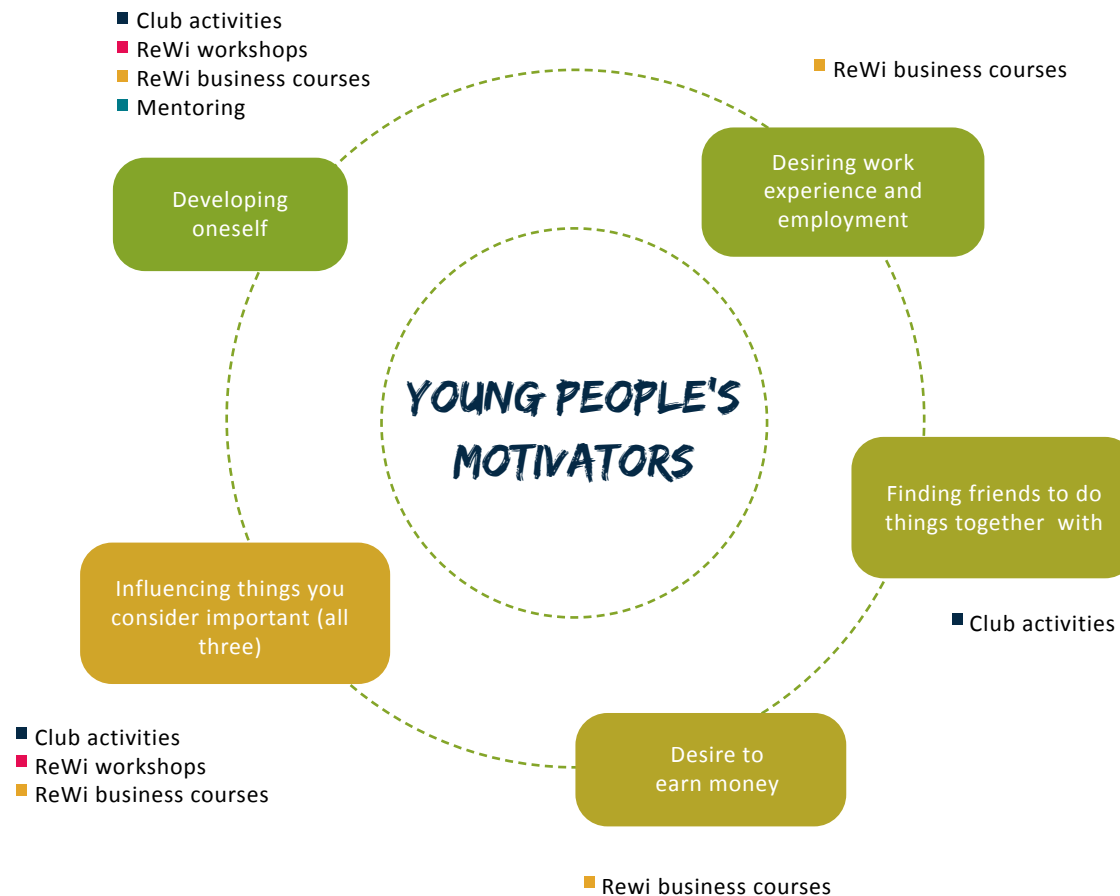 Club activities
ReWi workshops
ReWi business courses
Mentoring
Developing
oneself
ReWi business courses
Desiring work
experience and
employment
YOUNG PEOPLE'S
MOTIVATORS
Finding friends to do
things together with
Club activities
Influencing things you
consider important (all
three)
Club activities
ReWi workshops
ReWi business courses
Desire to
earn money
Rewi business courses